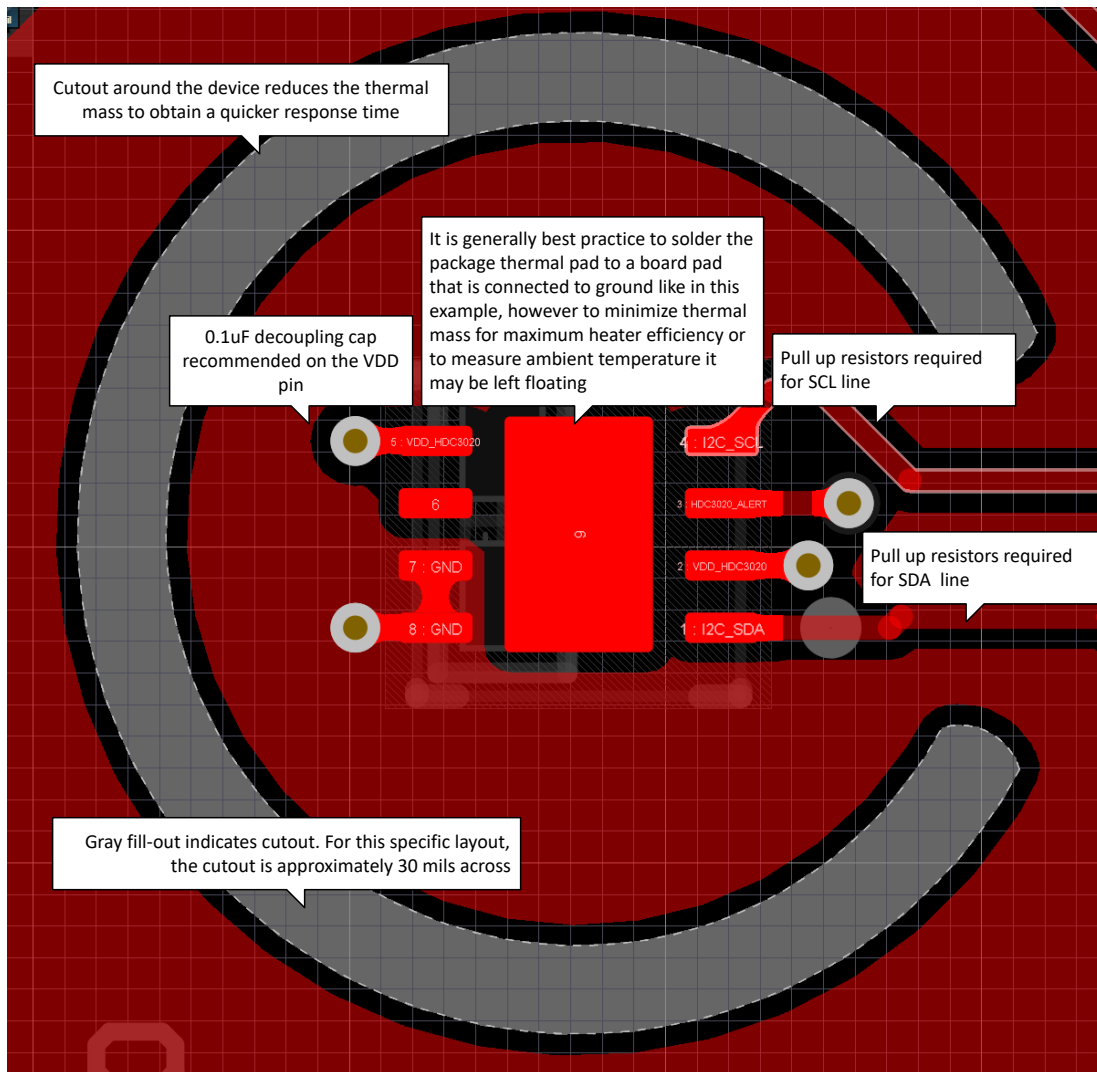 Cutout around the device reduces the thermal
mass to obtain a quicker response time
It is generally best practice to solder the
package thermal pad to a board pad
that is connected to ground like in this
example, however to minimize thermal
mass for maximum heater efficiency or
to measure ambient temperature it
may be left floating
0.1uF decoupling cap
recommended on the VDD
pin
Pull up resistors required
for SCL line
5 : VDD_HDC3020
4 : I2C_SCL
6
3 : HDC3020_ALERT
9
7 : GND
2 : VDD_HDC3020
Pull up resistors required
for SDA  line
8 : GND
1 : I2C_SDA
Gray fill-out indicates cutout. For this specific layout,
the cutout is approximately 30 mils across